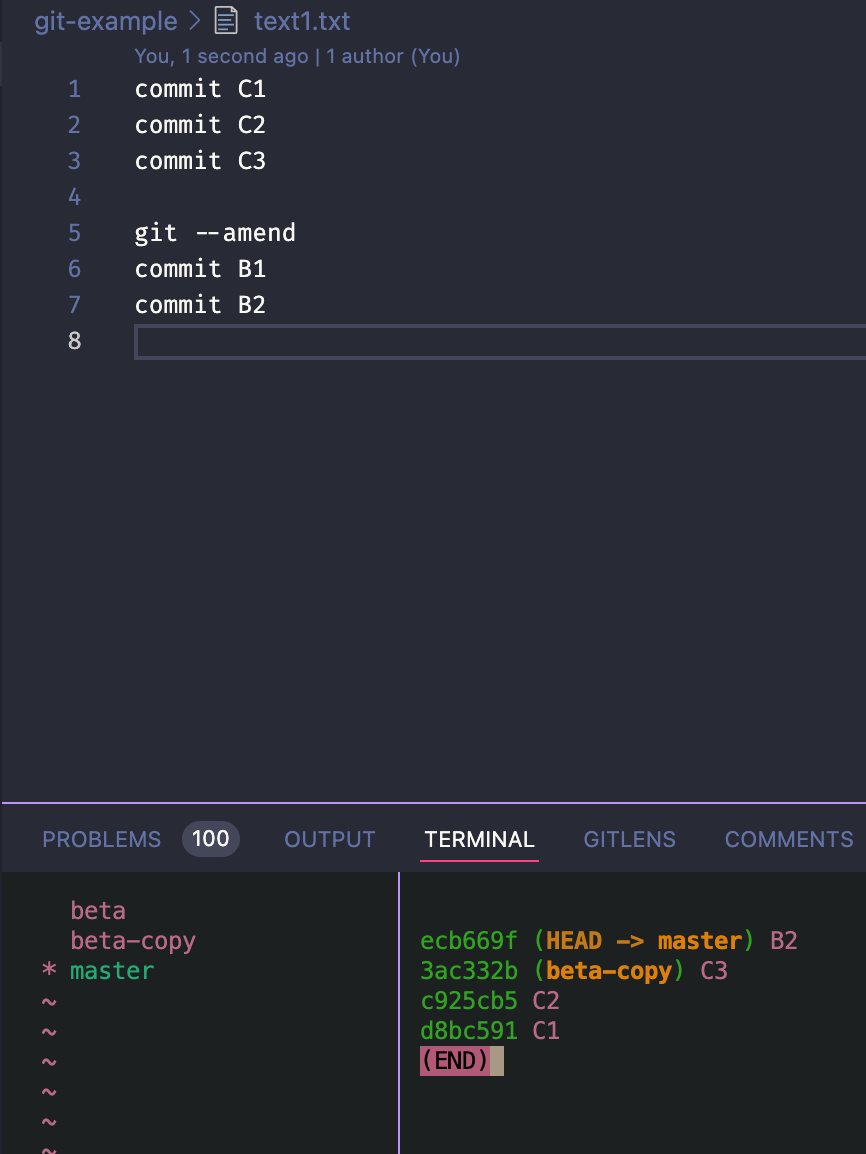 git-example > text1.txt
You, 1 second ago | 1 author (You)
1 commit C1
2 commit C2
3 commit C3
4
5 git --amend
6 commit B1
7 commit B2
8
PROBLEMS 100 OUTPUT TERMINAL GITLENS COMMENTS
beta
beta-copy
* master
~
~
~
~
~
~
ecb669f (HEAD -> master) B2
3ac332b (beta-copy) C3
c925cb5 C2
d8bc591 C1
(END)